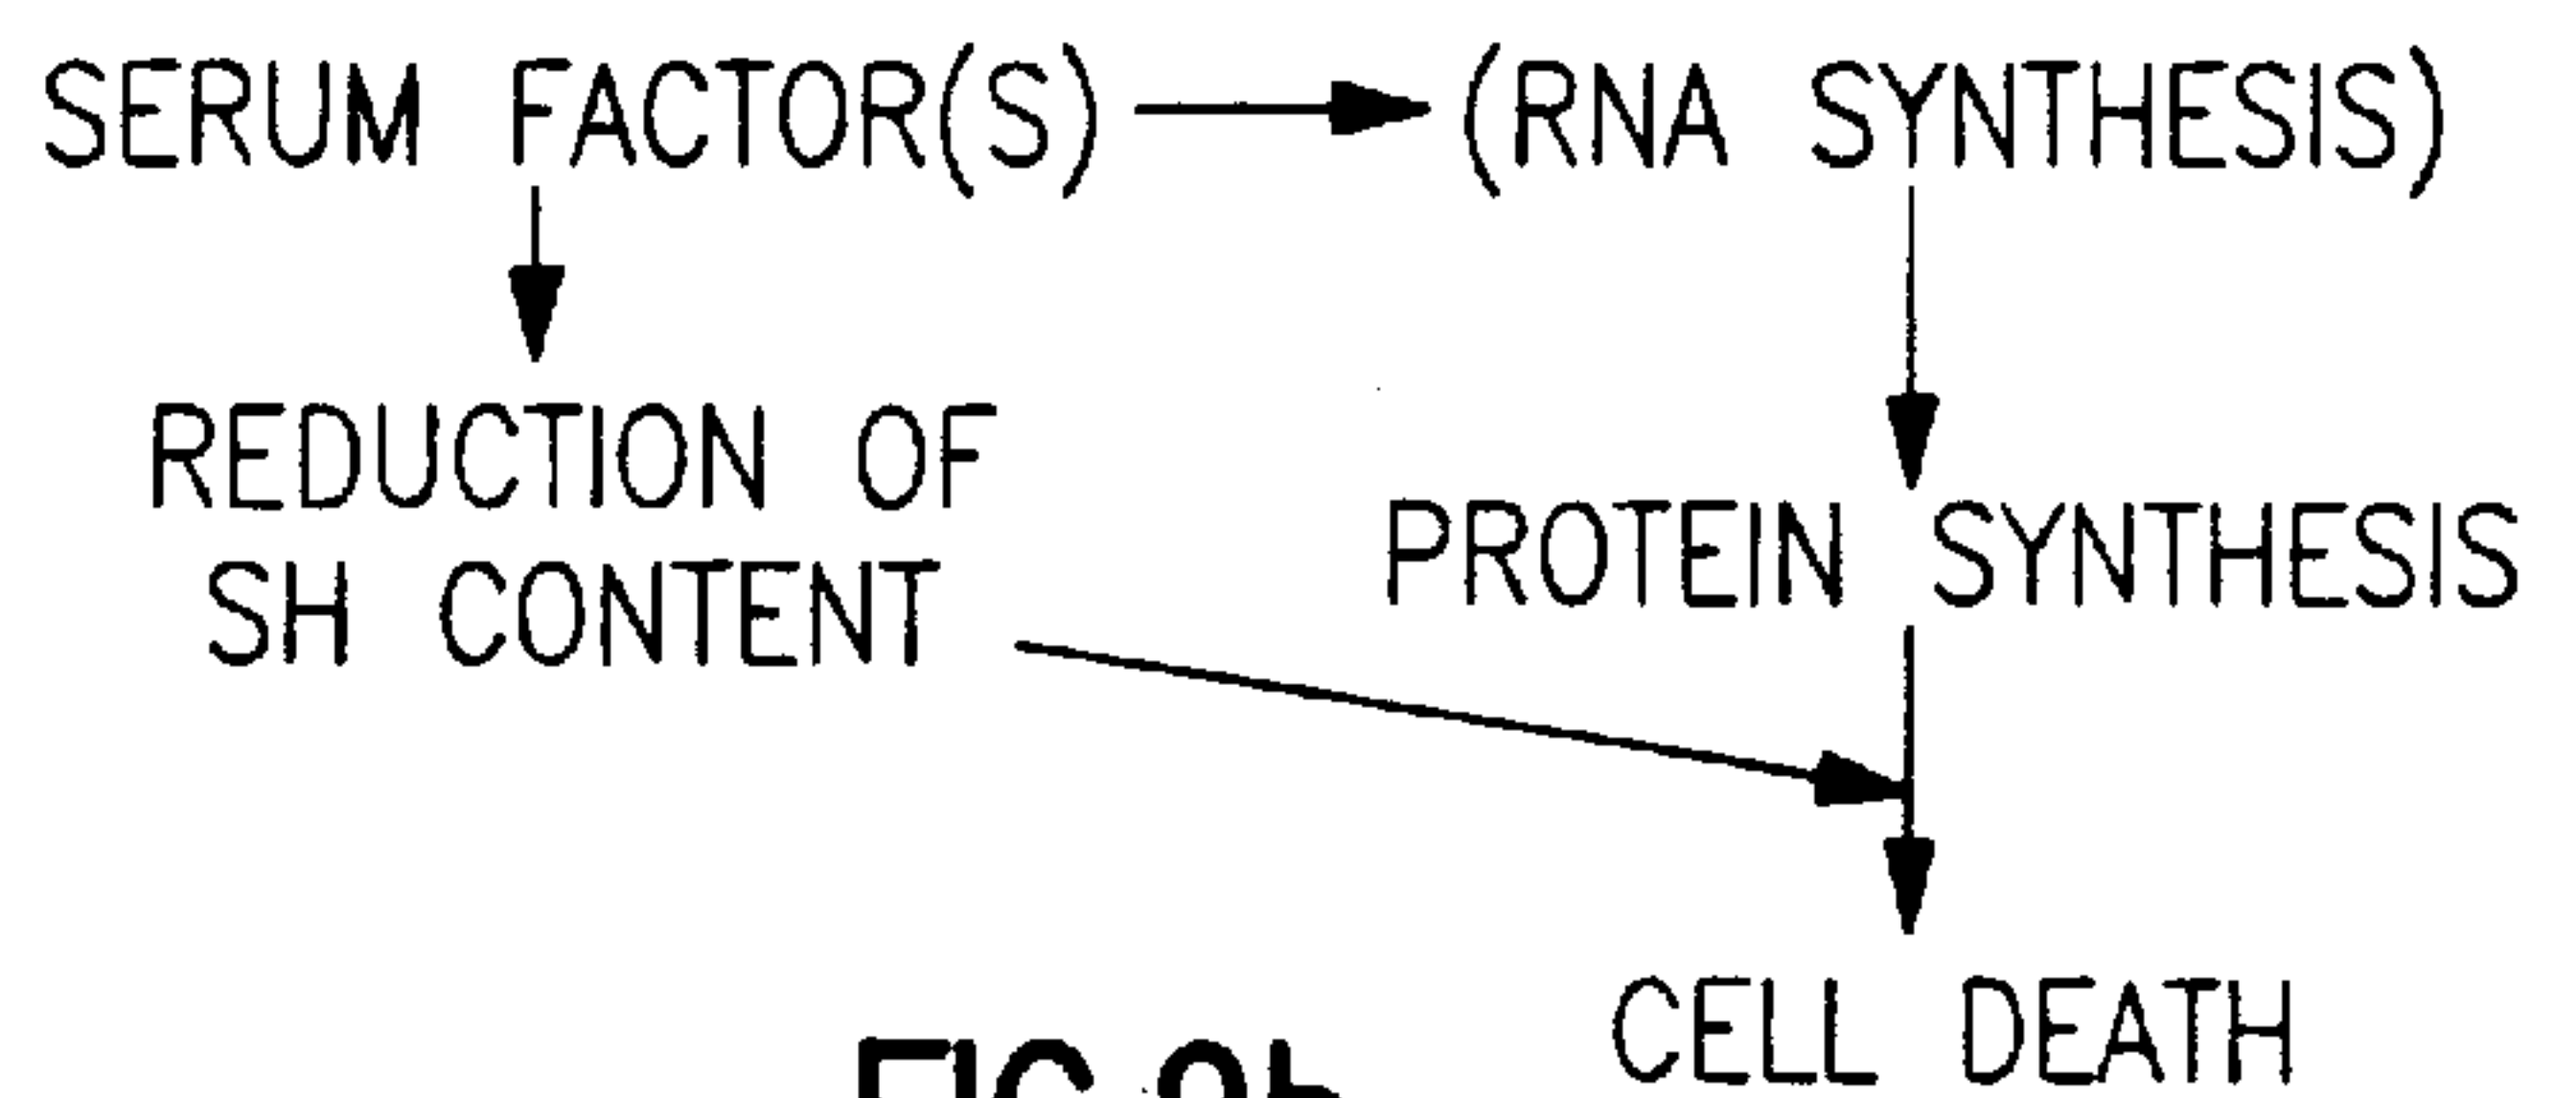 SERUM FACTOR(S) (RNA SYNTHESIS)
REDUCTION OF
SH CONTENT
PROTEIN SYNTHESIS
CELL DEATH